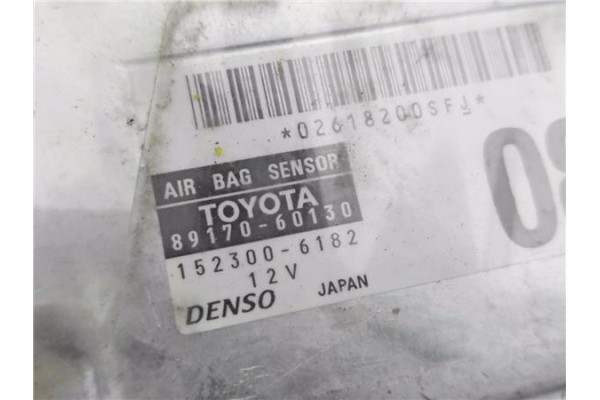 *02618200SFJ*
AIR BAG SENSOR
TOYOTA
89170-60130
152300-6182
12V
DENSO JAPAN